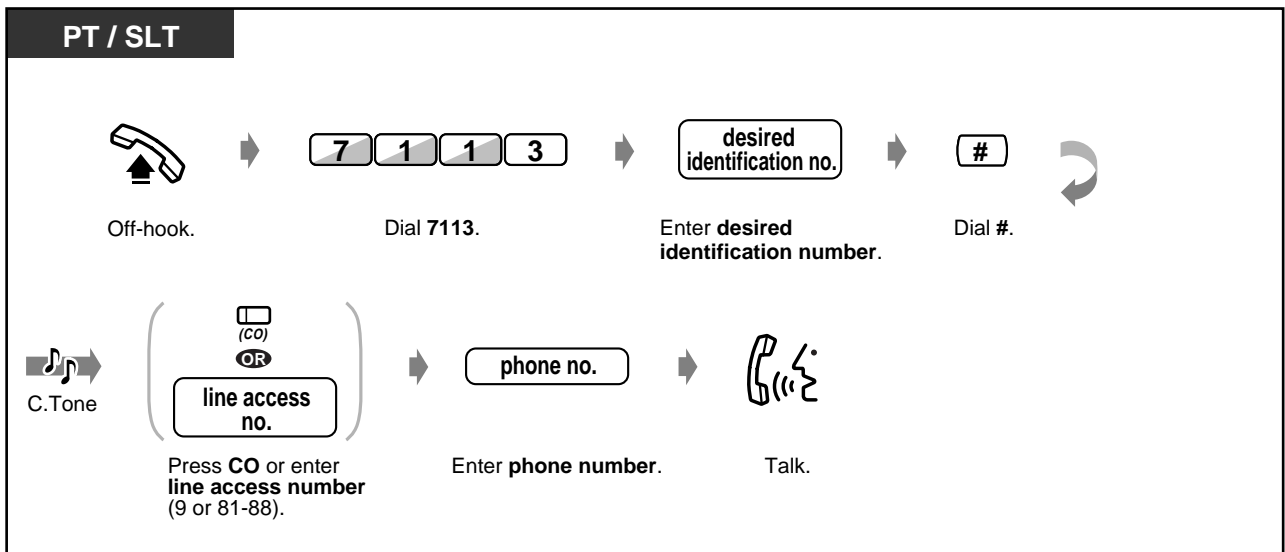 PT / SLT
7 1 1 3
desired
identification no.
#
Off-hook.
Dial 7113.
Enter desired
identification number.
Dial #.
C.Tone
(CO)
OR
line access
no.
phone no.
Press CO or enter
line access number
(9 or 81-88).
Enter phone number.
Talk.